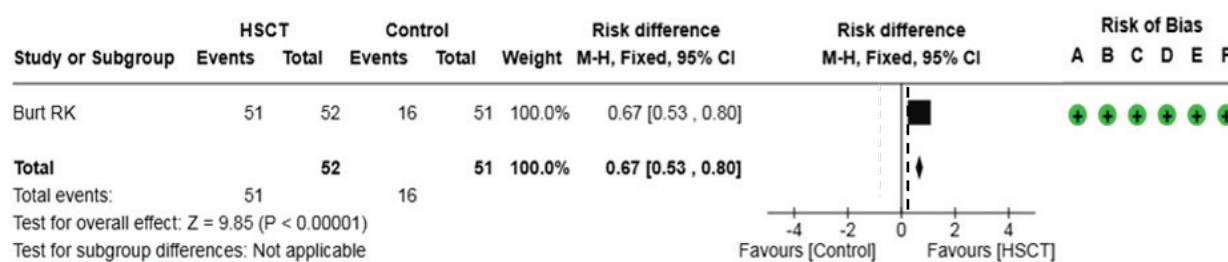 HSCT Control Risk difference Risk difference Risk of Bias
Study or Subgroup Events Total Events Total Weight M-H, Fixed, 95% CI M-H, Fixed, 95% CI A B C D E F
Burt RK 51 52 16 51 100.0% 0.67 [0.53 , 0.80] + + + + + +
Total 52 51 100.0% 0.67 [0.53 , 0.80]
Total events: 51 16
Test for overall effect: Z = 9.85 (P < 0.00001)
-4 -2 0 2 4
Test for subgroup differences: Not applicable Favours [Control] Favours [HSCT]